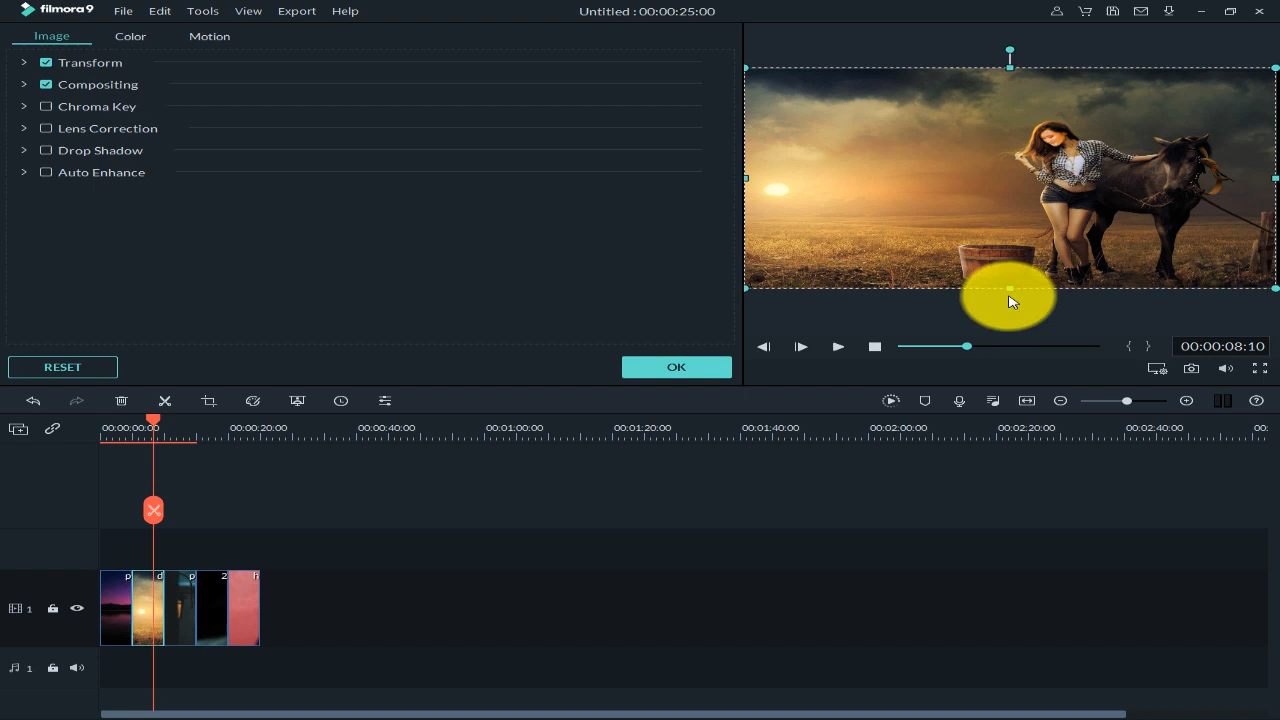 filmora9 File Edit Tools View Export Help Untitled : 00:00:25:00
Image Color Motion
Transform
Compositing
Chroma Key
Lens Correction
Drop Shadow
Auto Enhance
{ } 00:00:08:10
RESET OK
00:00:00:00 00:00:20:00 00:00:40:00 00:01:00:00 00:01:20:00 00:01:40:00 00:02:00:00 00:02:20:00 00:02:40:00 00:
p d p 2 h
1
1